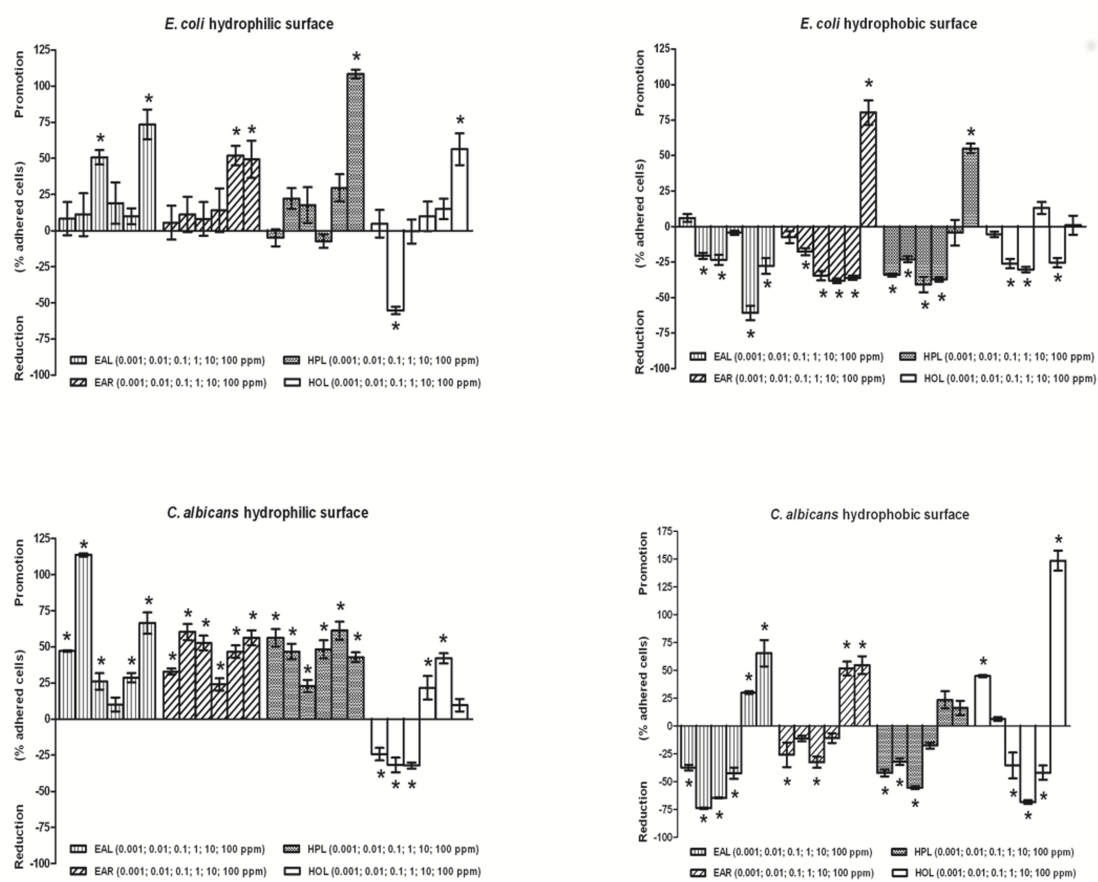 E. coli hydrophilic surface
Promotion
(% adhered cells)
Reduction
125
100
75
50
25
0
-25
-50
-75
-100
* * * * * * *
EAL (0.001; 0.01; 0.1; 1; 10; 100 ppm)
HPL (0.001; 0.01; 0.1; 1; 10; 100 ppm)
EAR (0.001; 0.01; 0.1; 1; 10; 100 ppm)
HOL (0.001; 0.01; 0.1; 1; 10; 100 ppm)
E. coli hydrophobic surface
Promotion
(% adhered cells)
Reduction
125
100
75
50
25
0
-25
-50
-75
-100
* * * * * * * * * * * * * * * * *
EAL (0.001; 0.01; 0.1; 1; 10; 100 ppm)
HPL (0.001; 0.01; 0.1; 1; 10; 100 ppm)
EAR (0.001; 0.01; 0.1; 1; 10; 100 ppm)
HOL (0.001; 0.01; 0.1; 1; 10; 100 ppm)
C. albicans hydrophilic surface
Promotion
(% adhered cells)
Reduction
125
100
75
50
25
0
-25
-50
-75
-100
* * * * * * * * * * * * * * * * * * * * * *
EAL (0.001; 0.01; 0.1; 1; 10; 100 ppm)
HPL (0.001; 0.01; 0.1; 1; 10; 100 ppm)
EAR (0.001; 0.01; 0.1; 1; 10; 100 ppm)
HOL (0.001; 0.01; 0.1; 1; 10; 100 ppm)
C. albicans hydrophobic surface
Promotion
(% adhered cells)
Reduction
175
150
125
100
75
50
25
0
-25
-50
-75
-100
* * * * * * * * * * * * * * * * * *
EAL (0.001; 0.01; 0.1; 1; 10; 100 ppm)
HPL (0.001; 0.01; 0.1; 1; 10; 100 ppm)
EAR (0.001; 0.01; 0.1; 1; 10; 100 ppm)
HOL (0.001; 0.01; 0.1; 1; 10; 100 ppm)